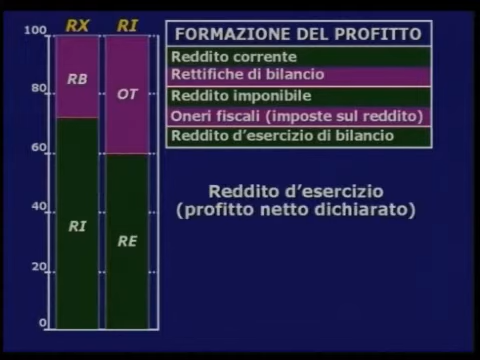 RX RI
FORMAZIONE DEL PROFITTO
Reddito corrente
Rettifiche di bilancio
Reddito imponibile
Oneri fiscali (imposte sul reddito)
Reddito d'esercizio di bilancio
100
80
60
40
20
0
RB
OT
RI
RE
Reddito d'esercizio
(profitto netto dichiarato)